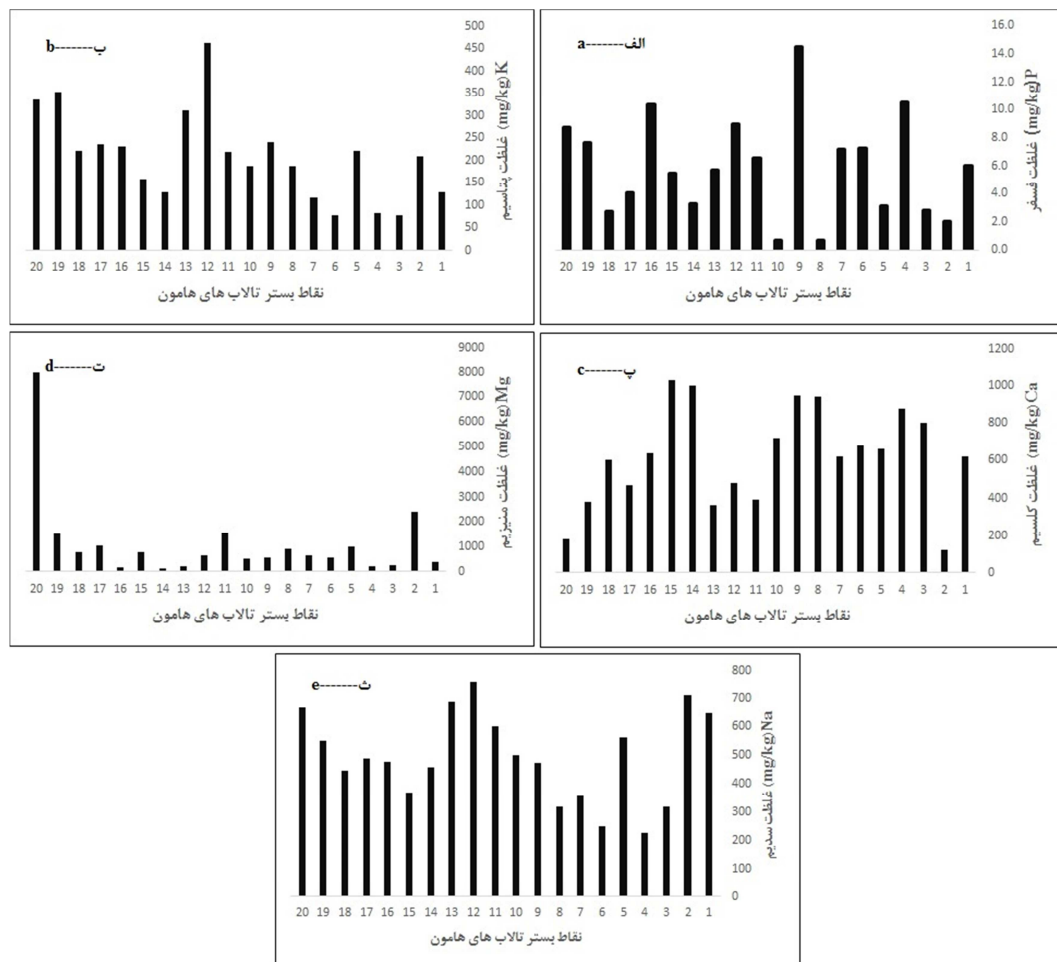 الف-------a
غلظت فسفر (mg/kg)P
16.0
14.0
12.0
10.0
8.0
6.0
4.0
2.0
0.0
20 19 18 17 16 15 14 13 12 11 10 9 8 7 6 5 4 3 2 1
نقاط بستر تالاب های هامون
ب-------b
غلظت پتاسیم (mg/kg)K
500
450
400
350
300
250
200
150
100
50
0
20 19 18 17 16 15 14 13 12 11 10 9 8 7 6 5 4 3 2 1
نقاط بستر تالاب های هامون
پ-------c
غلظت کلسیم (mg/kg)Ca
1200
1000
800
600
400
200
0
20 19 18 17 16 15 14 13 12 11 10 9 8 7 6 5 4 3 2 1
نقاط بستر تالاب های هامون
ت-------d
غلظت منیزیم (mg/kg)Mg
9000
8000
7000
6000
5000
4000
3000
2000
1000
0
20 19 18 17 16 15 14 13 12 11 10 9 8 7 6 5 4 3 2 1
نقاط بستر تالاب های هامون
ث-------e
غلظت سدیم (mg/kg)Na
800
700
600
500
400
300
200
100
0
20 19 18 17 16 15 14 13 12 11 10 9 8 7 6 5 4 3 2 1
نقاط بستر تالاب های هامون